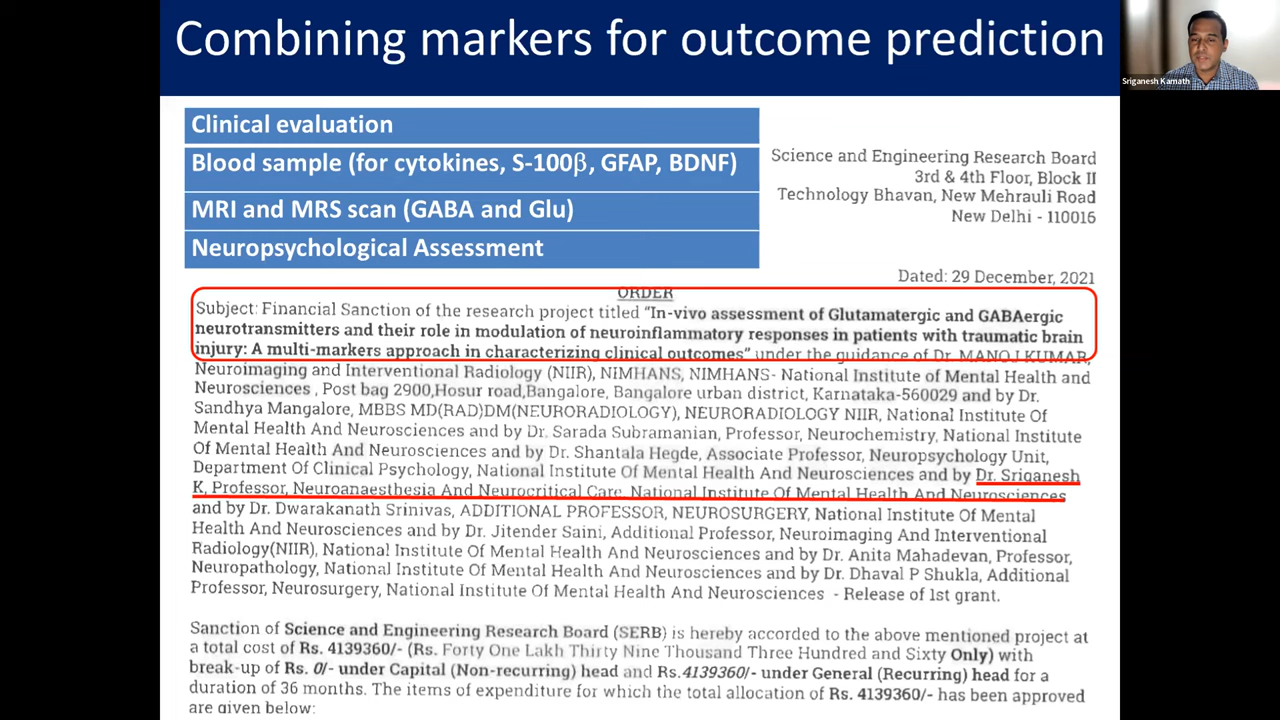 Combining markers for outcome prediction
Sriganesh Kamath
Clinical evaluation
Blood sample (for cytokines, S-100β, GFAP, BDNF)
MRI and MRS scan (GABA and Glu)
Neuropsychological Assessment
Science and Engineering Research Board
3rd & 4th Floor, Block II
Technology Bhavan, New Mehrauli Road
New Delhi - 110016
Dated: 29 December, 2021
ORDER
Subject: Financial Sanction of the research project titled “In-vivo assessment of Glutamatergic and GABAergic
neurotransmitters and their role in modulation of neuroinflammatory responses in patients with traumatic brain
injury: A multi-markers approach in characterizing clinical outcomes” under the guidance of Dr. MANOJ KUMAR,
Neuroimaging and Interventional Radiology (NIIR), NIMHANS, NIMHANS- National Institute of Mental Health and
Neurosciences , Post bag 2900,Hosur road,Bangalore, Bangalore urban district, Karnataka-560029 and by Dr.
Sandhya Mangalore, MBBS MD(RAD)DM(NEURORADIOLOGY), NEURORADIOLOGY NIIR, National Institute Of
Mental Health And Neurosciences and by Dr. Sarada Subramanian, Professor, Neurochemistry, National Institute
Of Mental Health And Neurosciences and by Dr. Shantala Hegde, Associate Professor, Neuropsychology Unit,
Department Of Clinical Psychology, National Institute Of Mental Health And Neurosciences and by Dr. Sriganesh
K, Professor, Neuroanaesthesia And Neurocritical Care, National Institute Of Mental Health And Neurosciences
and by Dr. Dwarakanath Srinivas, ADDITIONAL PROFESSOR, NEUROSURGERY, National Institute Of Mental
Health And Neurosciences and by Dr. Jitender Saini, Additional Professor, Neuroimaging And Interventional
Radiology(NIIR), National Institute Of Mental Health And Neurosciences and by Dr. Anita Mahadevan, Professor,
Neuropathology, National Institute Of Mental Health And Neurosciences and by Dr. Dhaval P Shukla, Additional
Professor, Neurosurgery, National Institute Of Mental Health And Neurosciences - Release of 1st grant.
Sanction of Science and Engineering Research Board (SERB) is hereby accorded to the above mentioned project at
a total cost of Rs. 4139360/- (Rs. Forty One Lakh Thirty Nine Thousand Three Hundred and Sixty Only) with
break-up of Rs. 0/- under Capital (Non-recurring) head and Rs.4139360/- under General (Recurring) head for a
duration of 36 months. The items of expenditure for which the total allocation of Rs. 4139360/- has been approved
are given below: